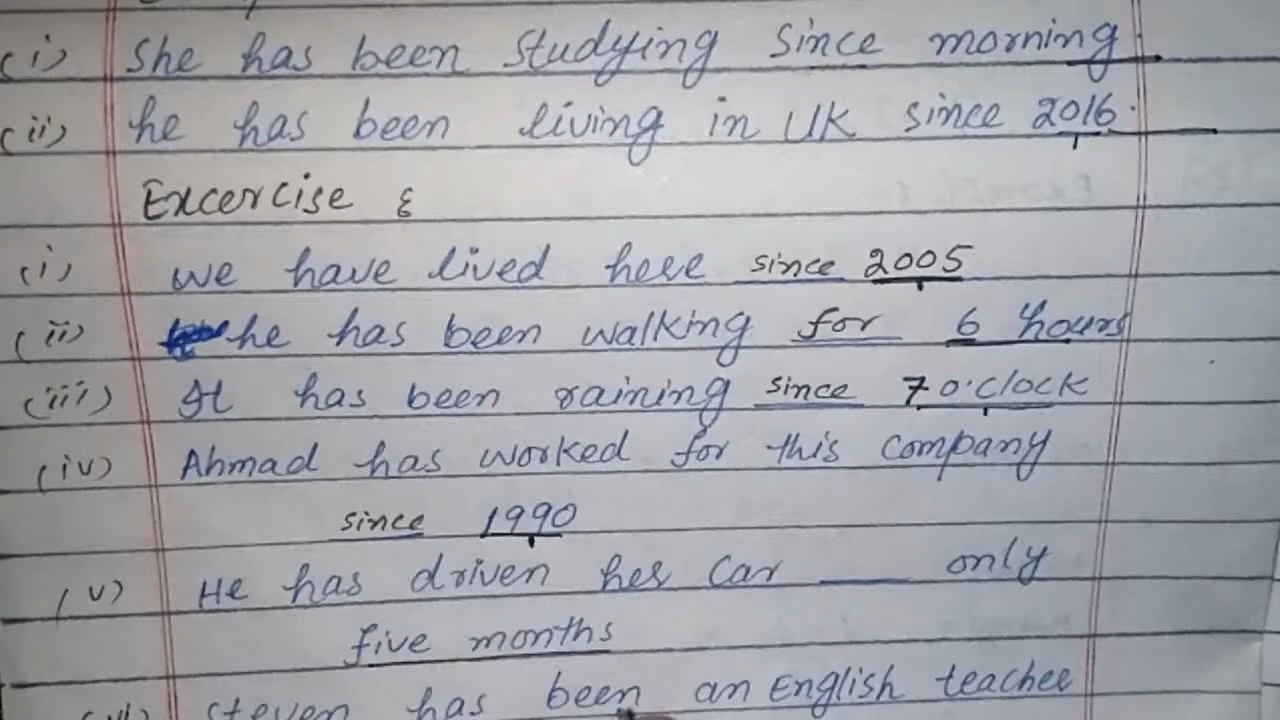 (i) She has been studying since morning.
(ii) he has been living in UK since 2016.
Excercise :
(i) we have lived here since 2005
(ii) he has been walking for 6 hours
(iii) It has been raining since 7 o'clock
(iv) Ahmad has worked for this company
since 1990
(v) He has driven her car ___ only
five months
(vi) steven has been an English teacher